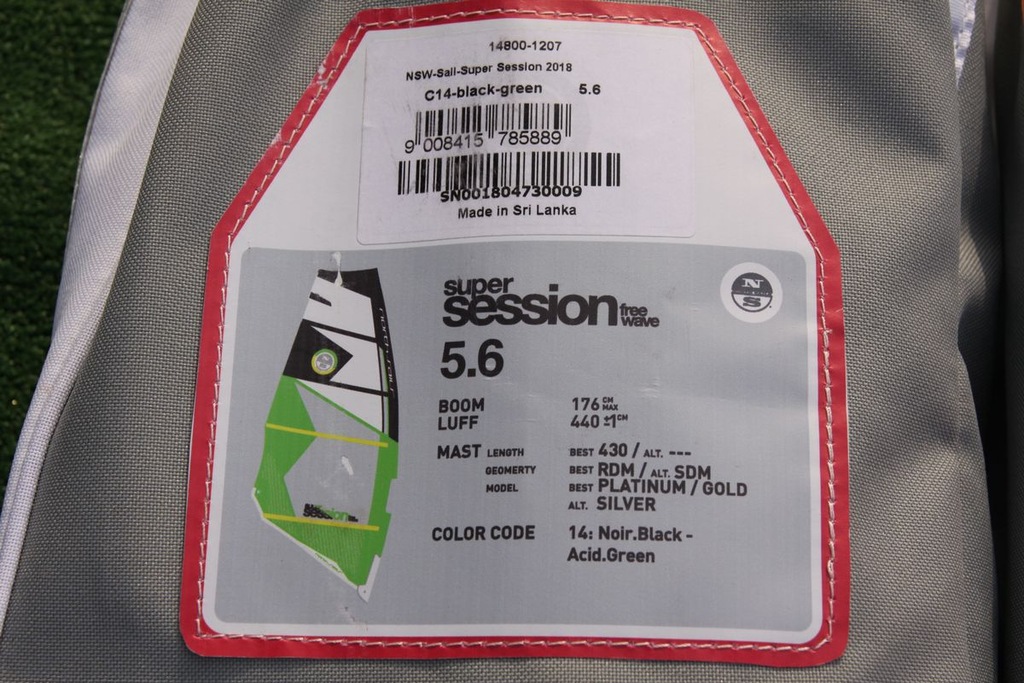 14800-1207
NSW-Sail-Super Session 2018
C14-black-green 5.6
9 008415 785889
SN001804730009
Made in Sri Lanka
super
session free wave
N
S
5.6
BOOM 176 CM MAX
LUFF 440 ±1 CM
MAST LENGTH BEST 430 / ALT. ---
GEOMERTY BEST RDM / ALT. SDM
MODEL BEST PLATINUM / GOLD
ALT. SILVER
COLOR CODE 14: Noir.Black -
Acid.Green